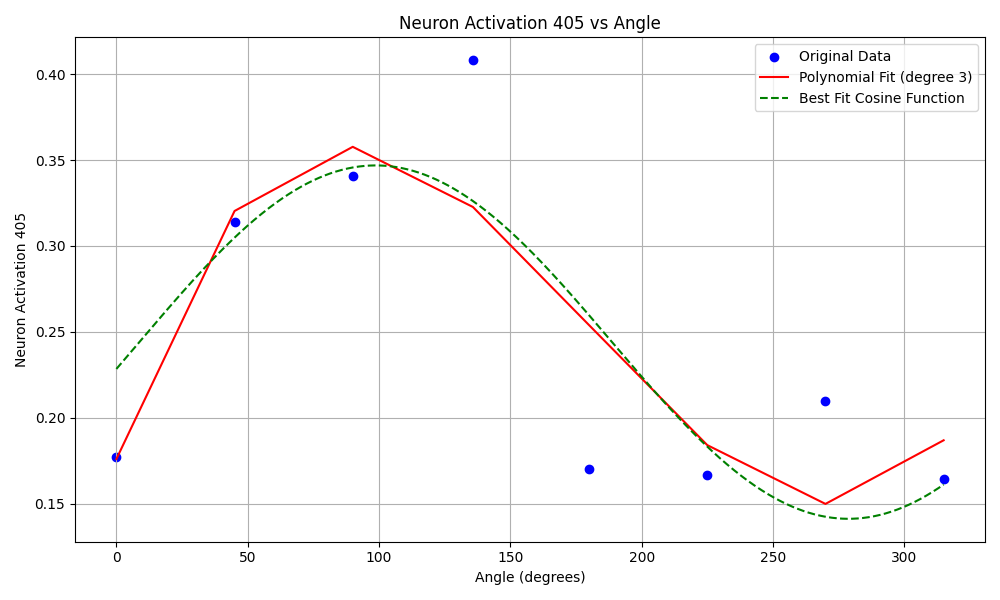 Neuron Activation 405 vs Angle
Original Data
Polynomial Fit (degree 3)
Best Fit Cosine Function
Neuron Activation 405
0.40
0.35
0.30
0.25
0.20
0.15
0 50 100 150 200 250 300
Angle (degrees)